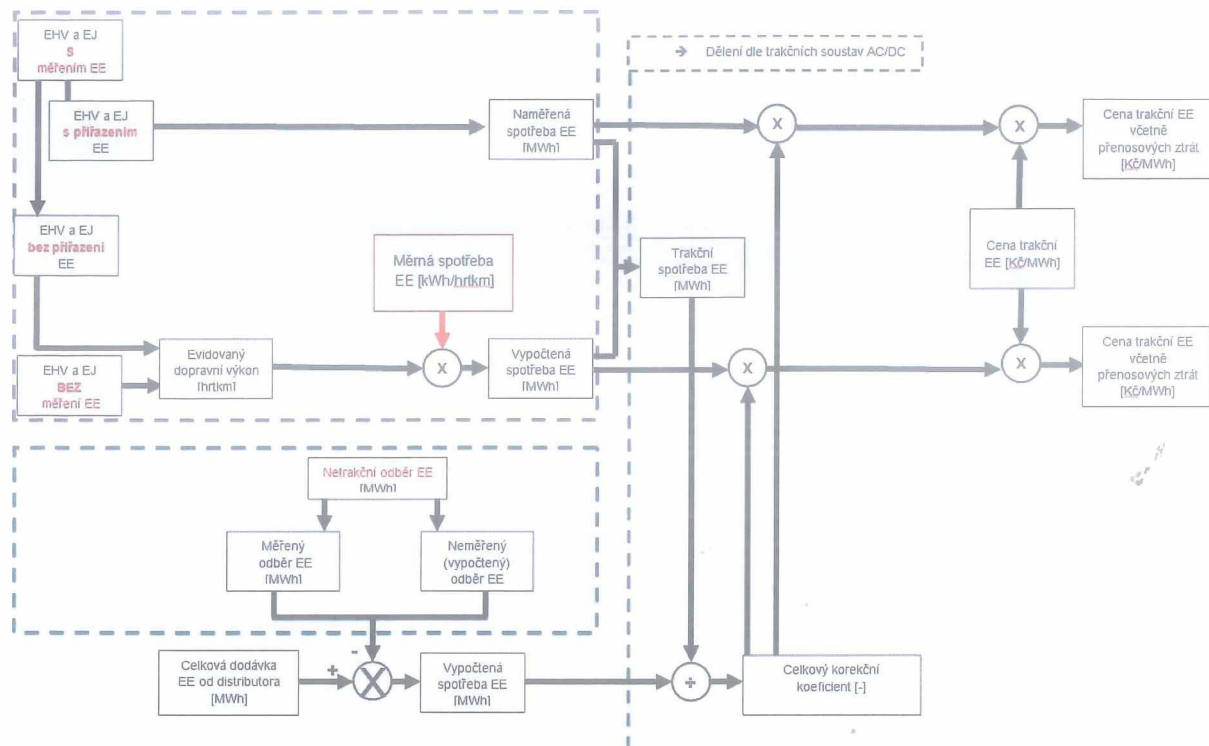 EHV a EJ
S
měřením EE
EHV a EJ
s přiřazením
EE
EHV a EJ
bez přiřazení
EE
EHV a EJ
BEZ
měření EE
Evidovaný
dopravní výkon
[hrtkm]
Měrná spotřeba
EE [kWh/hrtkm]
X
Naměřená
spotřeba EE
[MWh]
Vypočtená
spotřeba EE
[MWh]
→ Dělení dle trakčních soustav AC/DC
Trakční
spotřeba EE
[MWh]
X
X
X
X
Cena trakční
EE [Kč/MWh]
Cena trakční EE
včetně
přenosových ztrát
[Kč/MWh]
Cena trakční EE
včetně
přenosových ztrát
[Kč/MWh]
Netrakční odběr EE
[MWh]
Měřený
odběr EE
[MWh]
Neměřený
(vypočtený)
odběr EE
Celková dodávka
EE od distributora
[MWh]
+
-
X
Vypočtená
spotřeba EE
[MWh]
÷
Celkový korekční
koeficient [-]